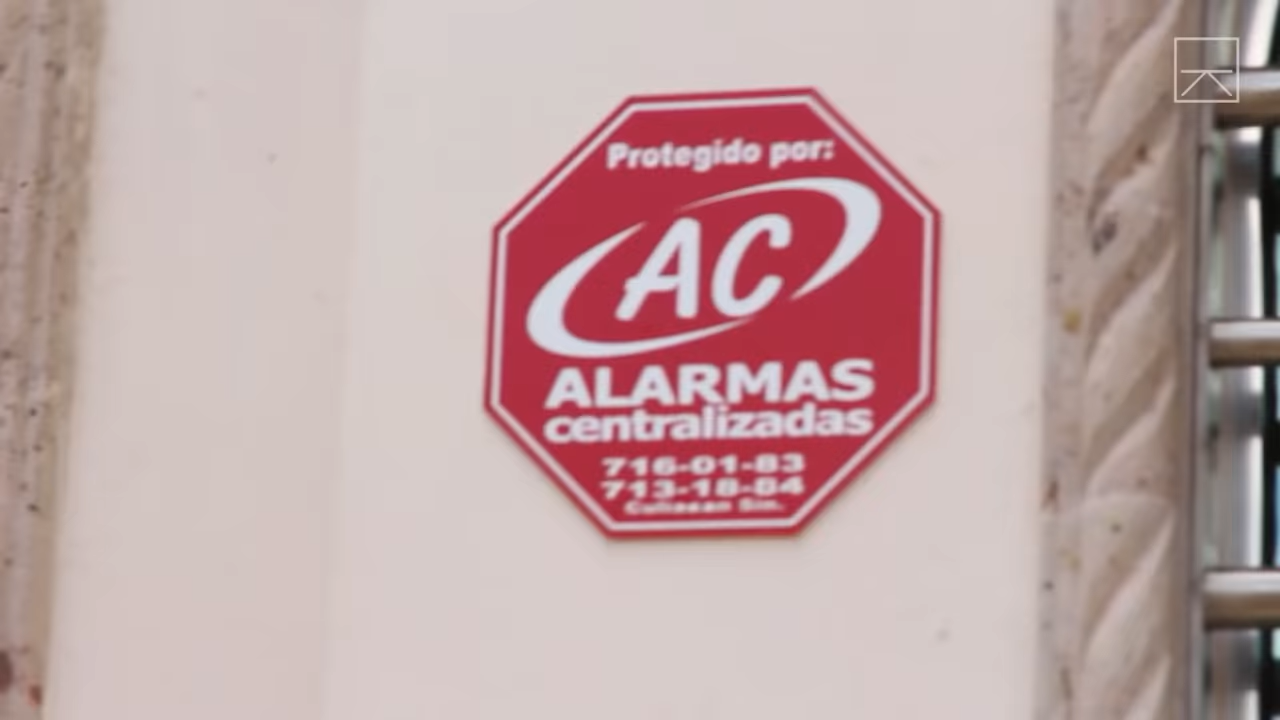 Protegido por:
AC
ALARMAS
centralizadas
716-01-83
713-18-84
Culiacan Sin.